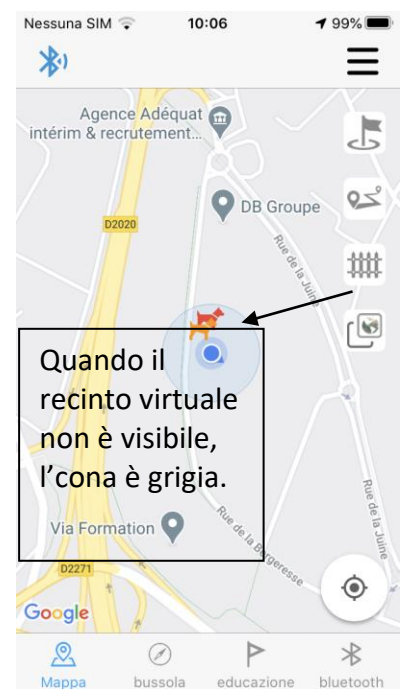 Nessuna SIM 10:06 99%
Agence Adéquat
intérim & recrutement...
DB Groupe
D2020
Rue de la Juine
Quando il
recinto virtuale
non è visibile,
l’cona è grigia.
Rue de la Juine
Via Formation
Rue de la Bergeresse
D2271
Google
Mappa bussola educazione bluetooth